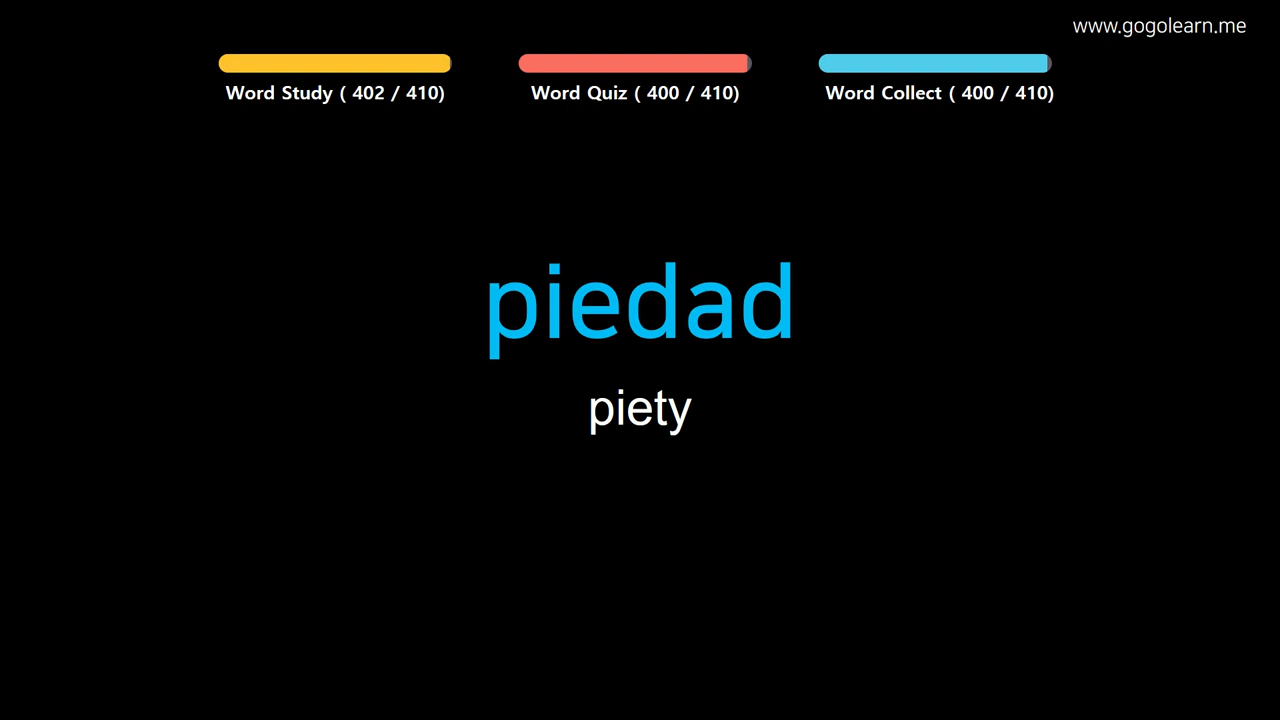 www.gogolearn.me
Word Study ( 402 / 410)
Word Quiz ( 400 / 410)
Word Collect ( 400 / 410)
piedad
piety